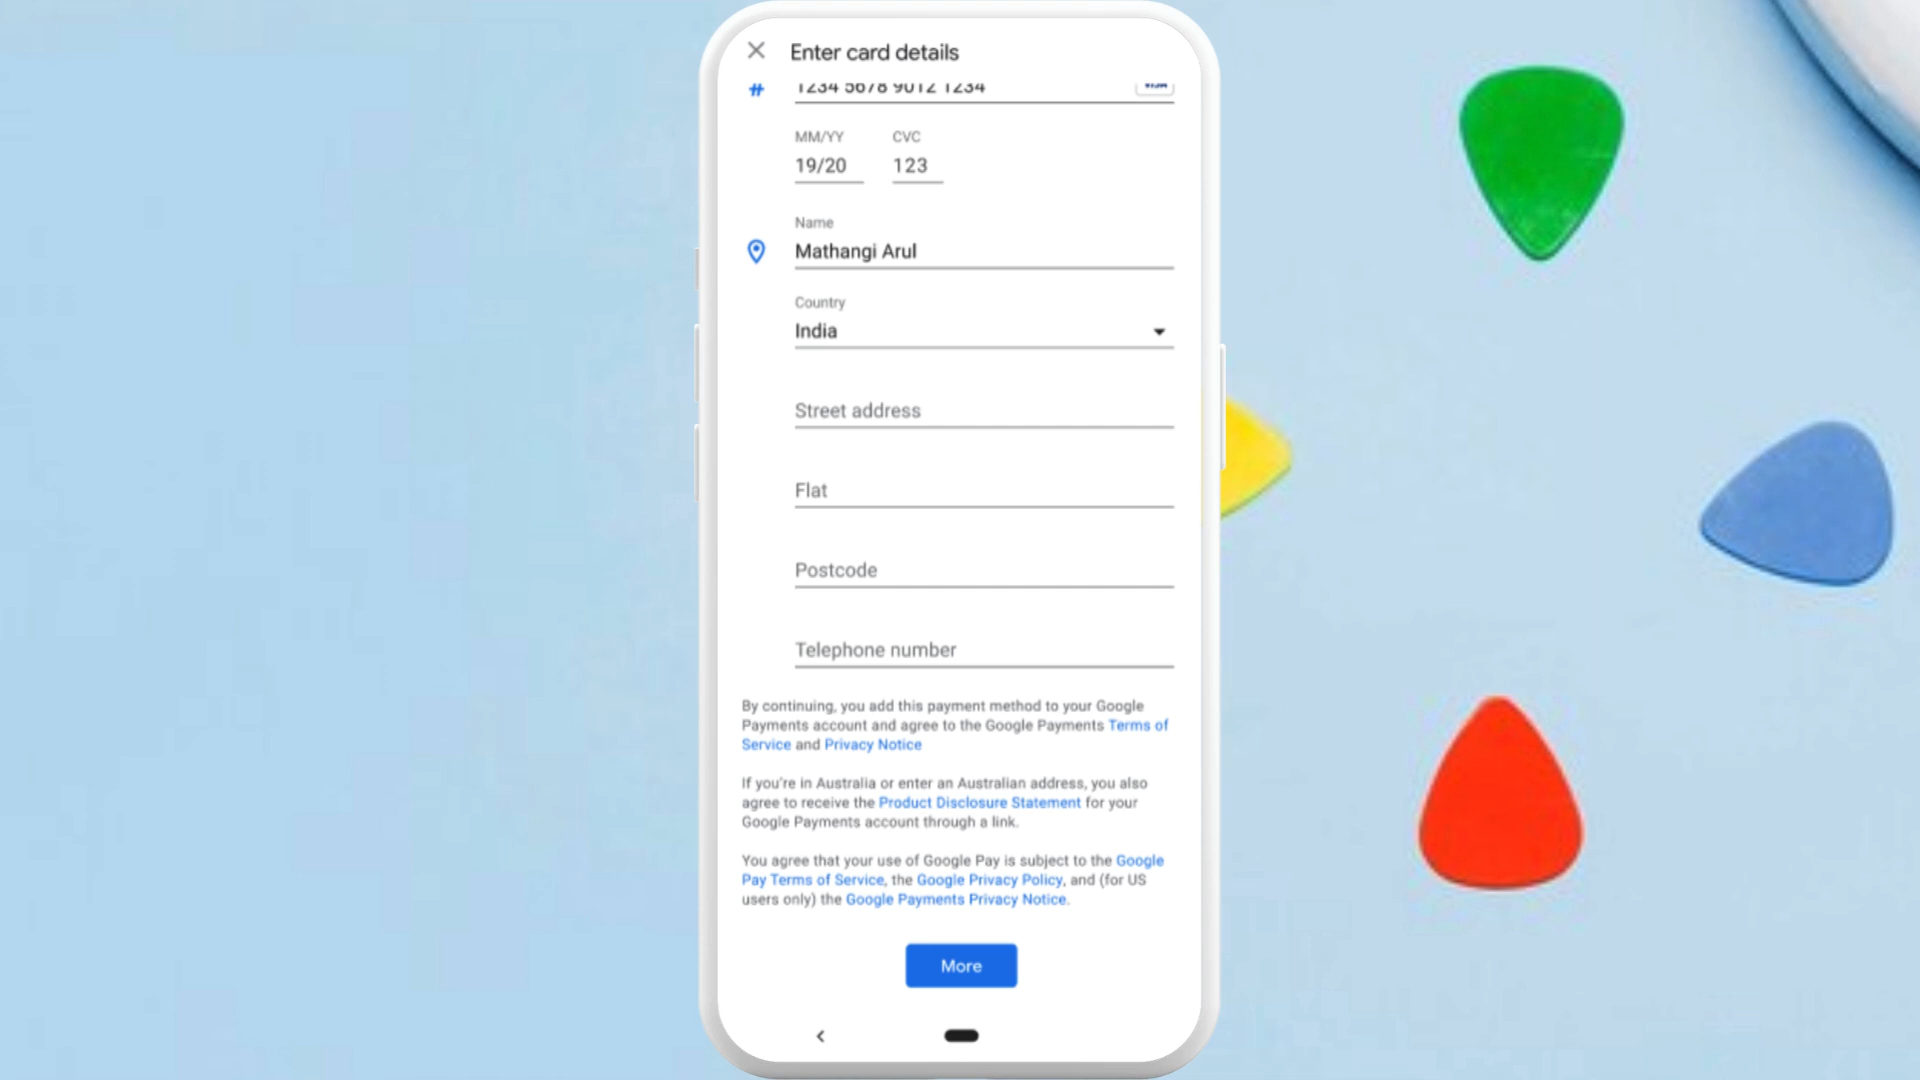 Enter card details
# 1234 5678 9012 1234 VISA
MM/YY CVC
19/20 123
Name
Mathangi Arul
Country
India
Street address
Flat
Postcode
Telephone number
By continuing, you add this payment method to your Google
Payments account and agree to the Google Payments Terms of
Service and Privacy Notice
If you're in Australia or enter an Australian address, you also
agree to receive the Product Disclosure Statement for your
Google Payments account through a link.
You agree that your use of Google Pay is subject to the Google
Pay Terms of Service, the Google Privacy Policy, and (for US
users only) the Google Payments Privacy Notice.
More